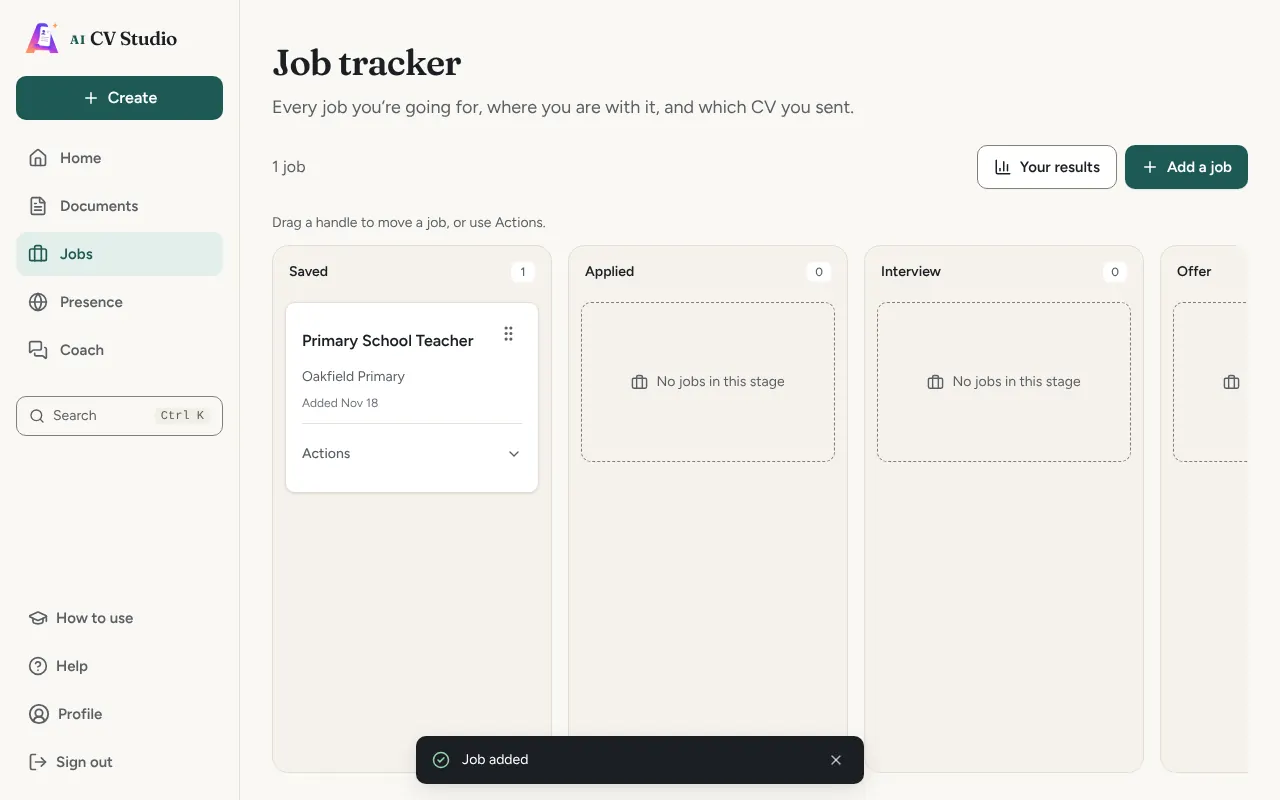 AI CV Studio
Create
Home
Documents
Jobs
Presence
Coach
Search Ctrl K
How to use
Help
Profile
Sign out
Job tracker
Every job you’re going for, where you are with it, and which CV you sent.
1 job
Your results
Add a job
Drag a handle to move a job, or use Actions.
Saved 1
Primary School Teacher
Oakfield Primary
Added Nov 18
Actions
Applied 0
No jobs in this stage
Interview 0
No jobs in this stage
Offer
Job added